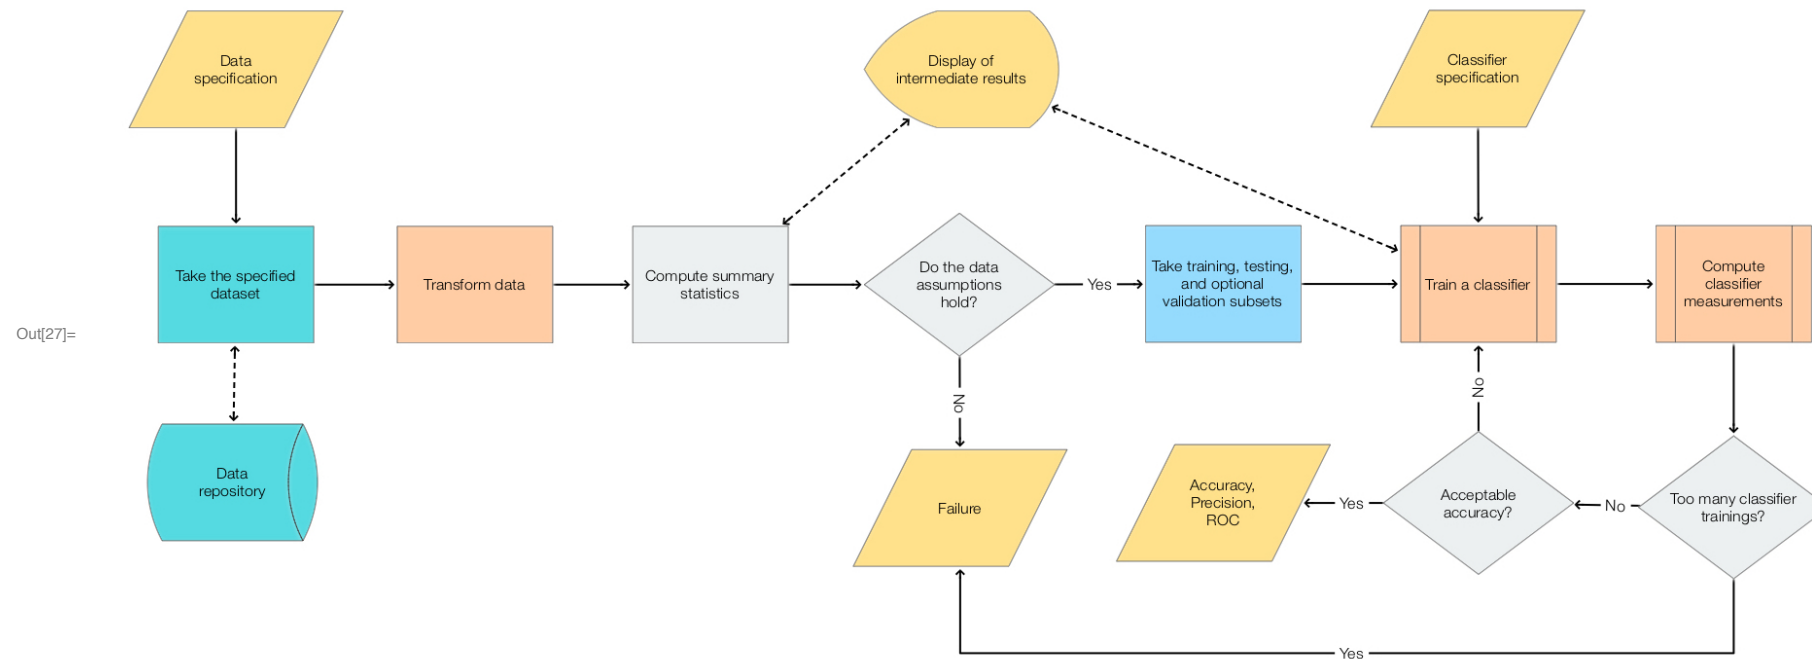 Data
specification
Display of
intermediate results
Classifier
specification
Take the specified
dataset
Transform data
Compute summary
statistics
Do the data
assumptions
hold?
Yes
Take training, testing,
and optional
validation subsets
Train a classifier
Compute
classifier
measurements
Out[27]=
No
No
Data
repository
Failure
Accuracy,
Precision,
ROC
Yes
Acceptable
accuracy?
No
Too many classifier
trainings?
Yes